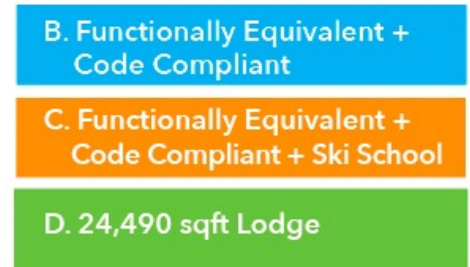 B. Functionally Equivalent +
Code Compliant
C. Functionally Equivalent +
Code Compliant + Ski School
D. 24,490 sqft Lodge